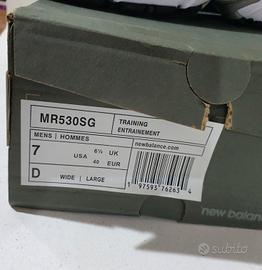 MR530SG
TRAINING
ENTRAINEMENT
MENS | HOMMES
newbalance.com
7 6½ UK
USA 40 EUR
D WIDE | LARGE
1 97593 76263 4
new balance
subito